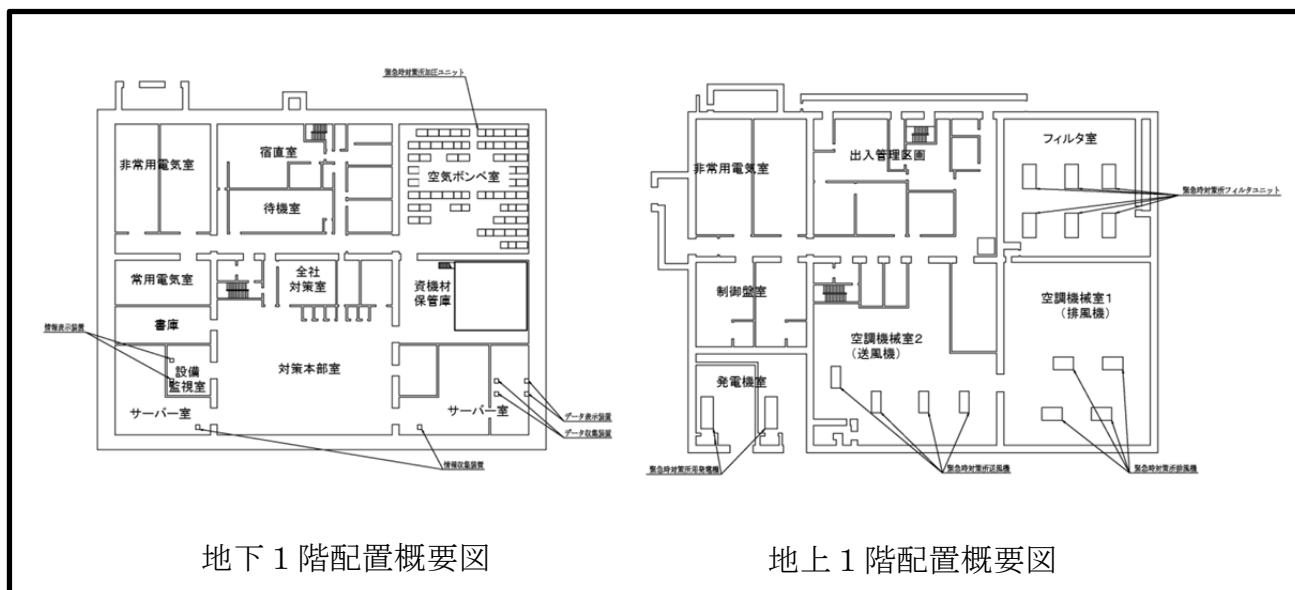 緊急時対策所加圧ユニット
非常用電気室
宿直室
空気ボンベ室
待機室
常用電気室
全社
対策室
資機材
保管庫
情報表示装置
書庫
設備
監視室
対策本部室
サーバー室
サーバー室
データ表示装置
データ収集装置
情報収集装置
地下1階配置概要図
非常用電気室
出入管理区画
フィルタ室
緊急時対策所フィルタユニット
制御盤室
空調機械室1
(排風機)
空調機械室2
(送風機)
発電機室
緊急時対策所用発電機
緊急時対策所送風機
緊急時対策所排風機
地上1階配置概要図